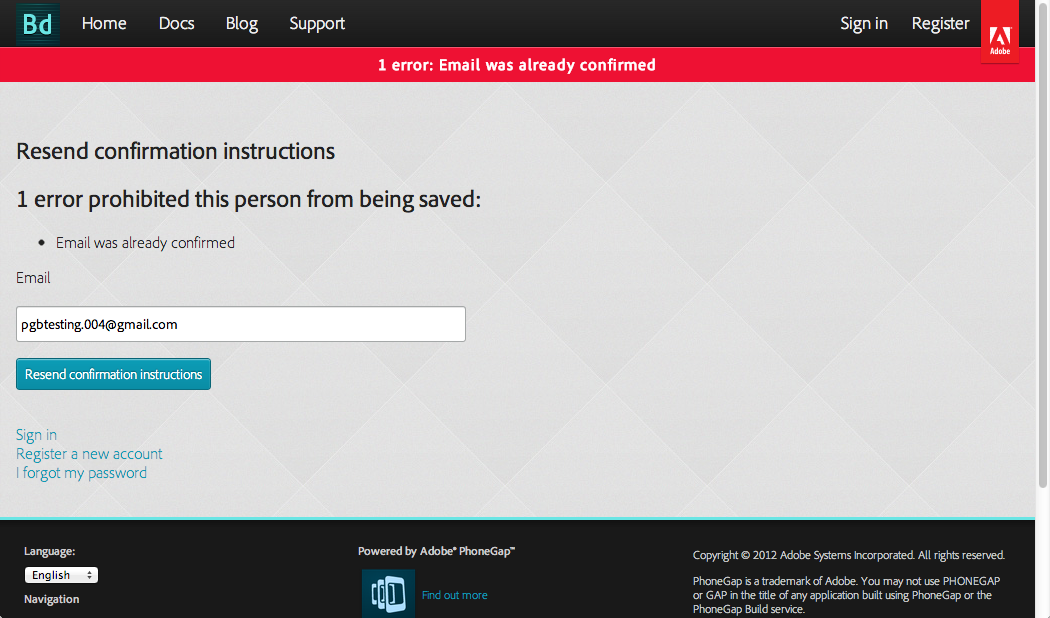 Bd Home Docs Blog Support Sign in Register
Adobe
1 error: Email was already confirmed
Resend confirmation instructions
1 error prohibited this person from being saved:
• Email was already confirmed
Email
pgbtesting.004@gmail.com
Resend confirmation instructions
Sign in
Register a new account
I forgot my password
Language:
English
Navigation
Powered by Adobe® PhoneGap™
Find out more
Copyright © 2012 Adobe Systems Incorporated. All rights reserved.
PhoneGap is a trademark of Adobe. You may not use PHONEGAP
or GAP in the title of any application built using PhoneGap or the
PhoneGap Build service.